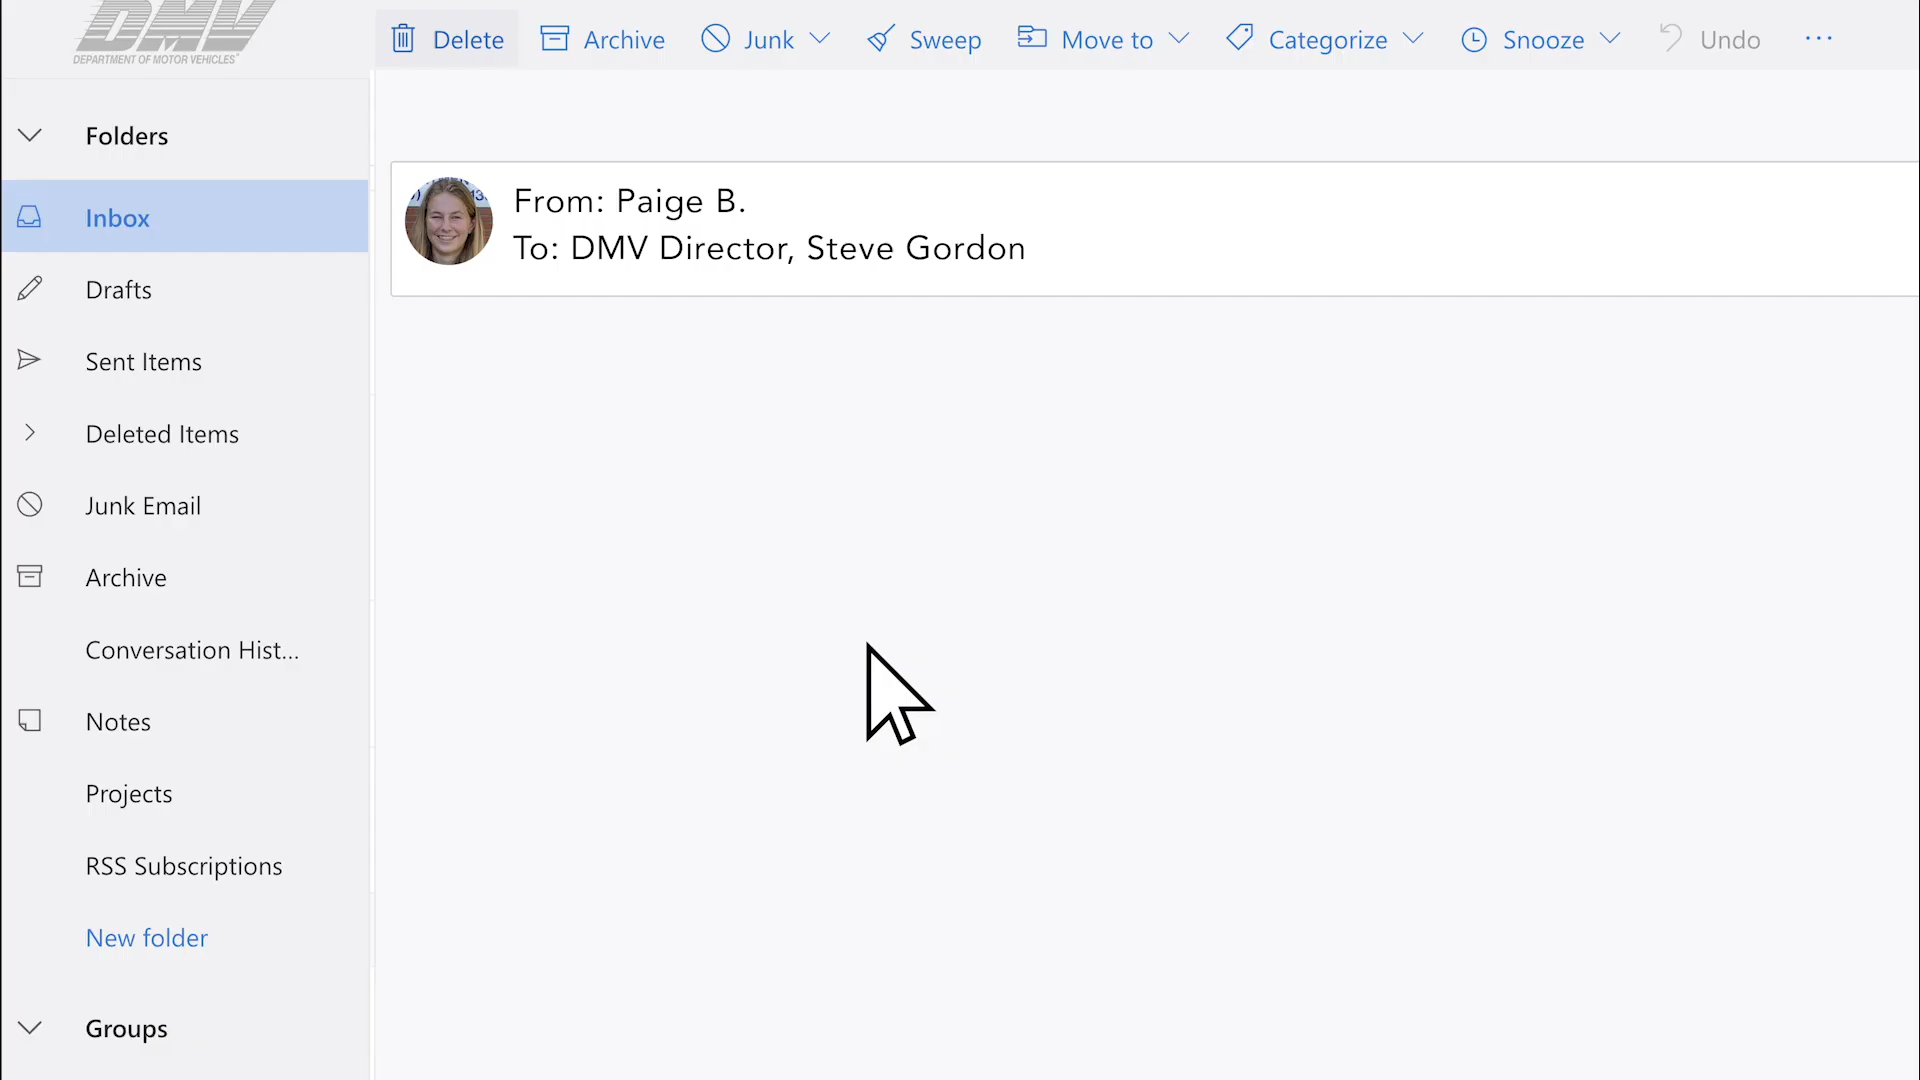 DMV
DEPARTMENT OF MOTOR VEHICLES
Delete
Archive
Junk
Sweep
Move to
Categorize
Snooze
Undo
Folders
Inbox
Drafts
Sent Items
Deleted Items
Junk Email
Archive
Conversation Hist...
Notes
Projects
RSS Subscriptions
New folder
Groups
From: Paige B.
To: DMV Director, Steve Gordon